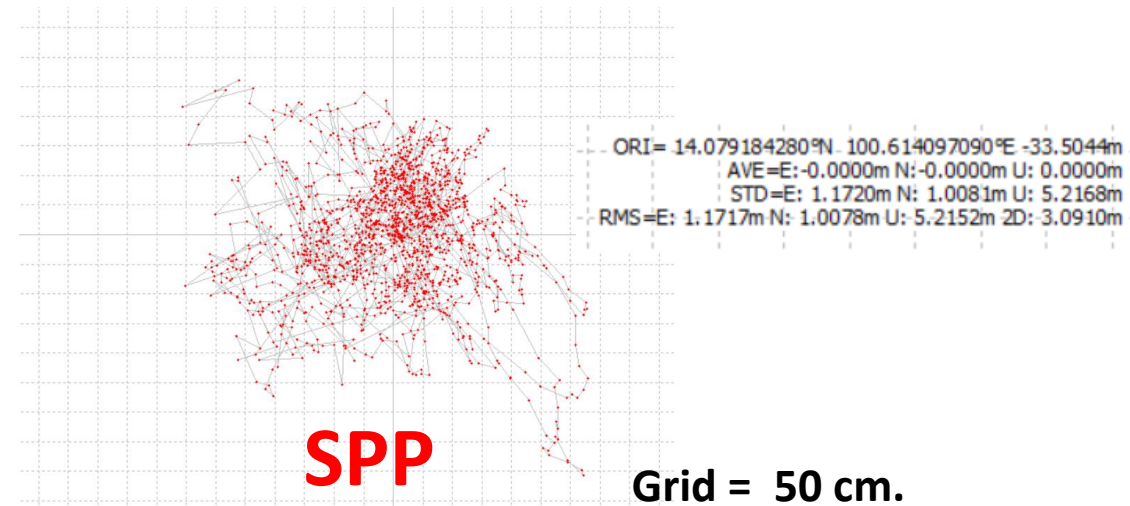 ORI= 14.079184280°N 100.614097090°E -33.5044m
AVE=E:-0.0000m N:-0.0000m U: 0.0000m
STD=E: 1.1720m N: 1.0081m U: 5.2168m
RMS=E: 1.1717m N: 1.0078m U: 5.2152m 2D: 3.0910m
SPP
Grid = 50 cm.